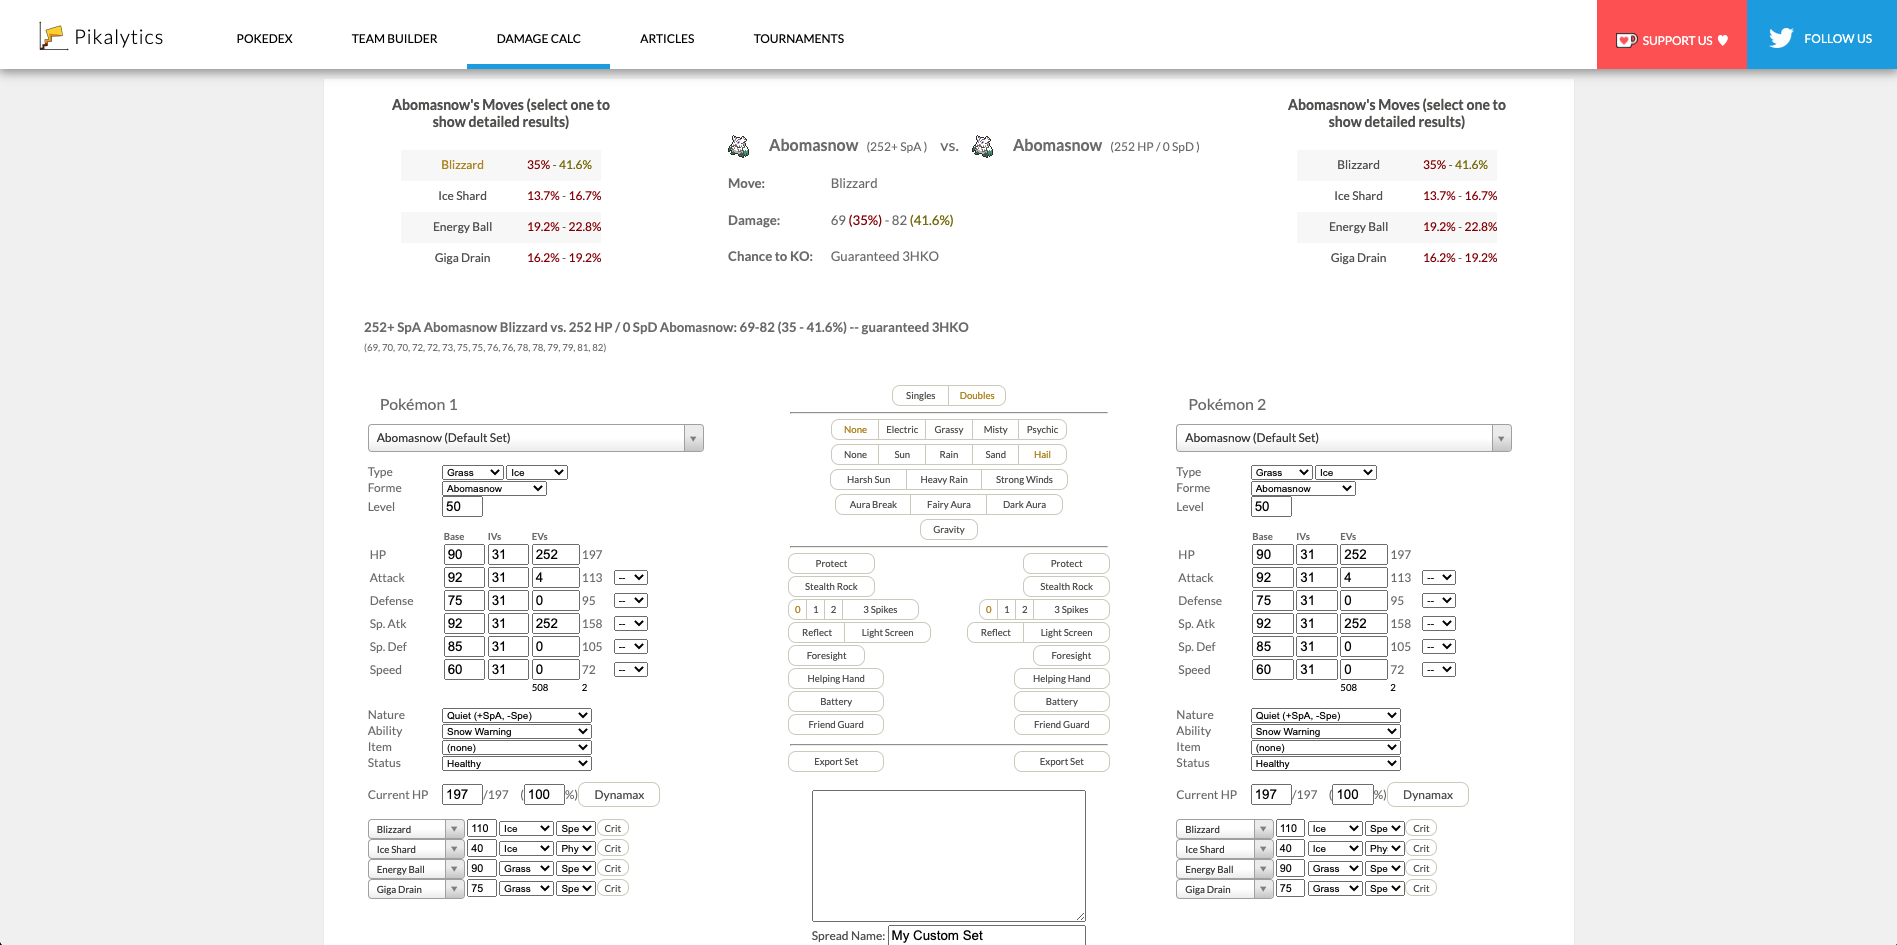 Pikalytics
POKEDEX
TEAM BUILDER
DAMAGE CALC
ARTICLES
TOURNAMENTS
SUPPORT US
FOLLOW US
Abomasnow's Moves (select one to
show detailed results)
Blizzard 35% - 41.6%
Ice Shard 13.7% - 16.7%
Energy Ball 19.2% - 22.8%
Giga Drain 16.2% - 19.2%
Abomasnow (252+ SpA ) vs. Abomasnow (252 HP / 0 SpD )
Move: Blizzard
Damage: 69 (35%) - 82 (41.6%)
Chance to KO: Guaranteed 3HKO
Abomasnow's Moves (select one to
show detailed results)
Blizzard 35% - 41.6%
Ice Shard 13.7% - 16.7%
Energy Ball 19.2% - 22.8%
Giga Drain 16.2% - 19.2%
252+ SpA Abomasnow Blizzard vs. 252 HP / 0 SpD Abomasnow: 69-82 (35 - 41.6%) -- guaranteed 3HKO
(69, 70, 70, 72, 72, 73, 75, 75, 76, 76, 78, 78, 79, 79, 81, 82)
Pokémon 1
Abomasnow (Default Set)
Type Grass Ice
Forme Abomasnow
Level 50
Base IVs EVs
HP 90 31 252 197
Attack 92 31 4 113 --
Defense 75 31 0 95 --
Sp. Atk 92 31 252 158 --
Sp. Def 85 31 0 105 --
Speed 60 31 0 72 --
508 2
Nature Quiet (+SpA, -Spe)
Ability Snow Warning
Item (none)
Status Healthy
Current HP 197 /197 ( 100 %) Dynamax
Blizzard 110 Ice Spe Crit
Ice Shard 40 Ice Phy Crit
Energy Ball 90 Grass Spe Crit
Giga Drain 75 Grass Spe Crit
Singles Doubles
None Electric Grassy Misty Psychic
None Sun Rain Sand Hail
Harsh Sun Heavy Rain Strong Winds
Aura Break Fairy Aura Dark Aura
Gravity
Protect Protect
Stealth Rock Stealth Rock
0 1 2 3 Spikes 0 1 2 3 Spikes
Reflect Light Screen Reflect Light Screen
Foresight Foresight
Helping Hand Helping Hand
Battery Battery
Friend Guard Friend Guard
Export Set Export Set
Spread Name: My Custom Set
Pokémon 2
Abomasnow (Default Set)
Type Grass Ice
Forme Abomasnow
Level 50
Base IVs EVs
HP 90 31 252 197
Attack 92 31 4 113 --
Defense 75 31 0 95 --
Sp. Atk 92 31 252 158 --
Sp. Def 85 31 0 105 --
Speed 60 31 0 72 --
508 2
Nature Quiet (+SpA, -Spe)
Ability Snow Warning
Item (none)
Status Healthy
Current HP 197 /197 ( 100 %) Dynamax
Blizzard 110 Ice Spe Crit
Ice Shard 40 Ice Phy Crit
Energy Ball 90 Grass Spe Crit
Giga Drain 75 Grass Spe Crit